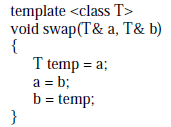 template <class T>
void swap(T& a, T& b)
{
    T temp = a;
    a = b;
    b = temp;
}